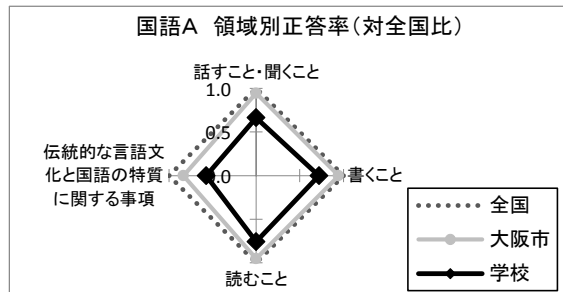 国語A 領域別正答率(対全国比)
話すこと・聞くこと
1.0
0.5
0.0
伝統的な言語文
化と国語の特質
に関する事項
書くこと
読むこと
全国
大阪市
学校